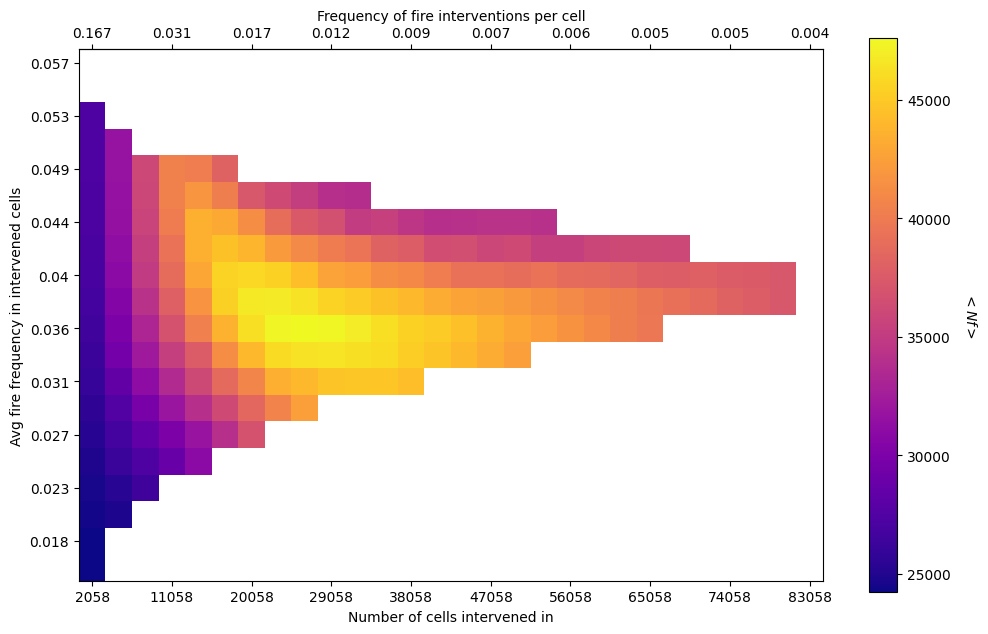 Frequency of fire interventions per cell
0.167 0.031 0.017 0.012 0.009 0.007 0.006 0.005 0.005 0.004
0.057
0.053
0.049
0.044
0.04
0.036
0.031
0.027
0.023
0.018
Avg fire frequency in intervened cells
2058 11058 20058 29058 38058 47058 56058 65058 74058 83058
Number of cells intervened in
45000
40000
35000
30000
25000
< Nf >